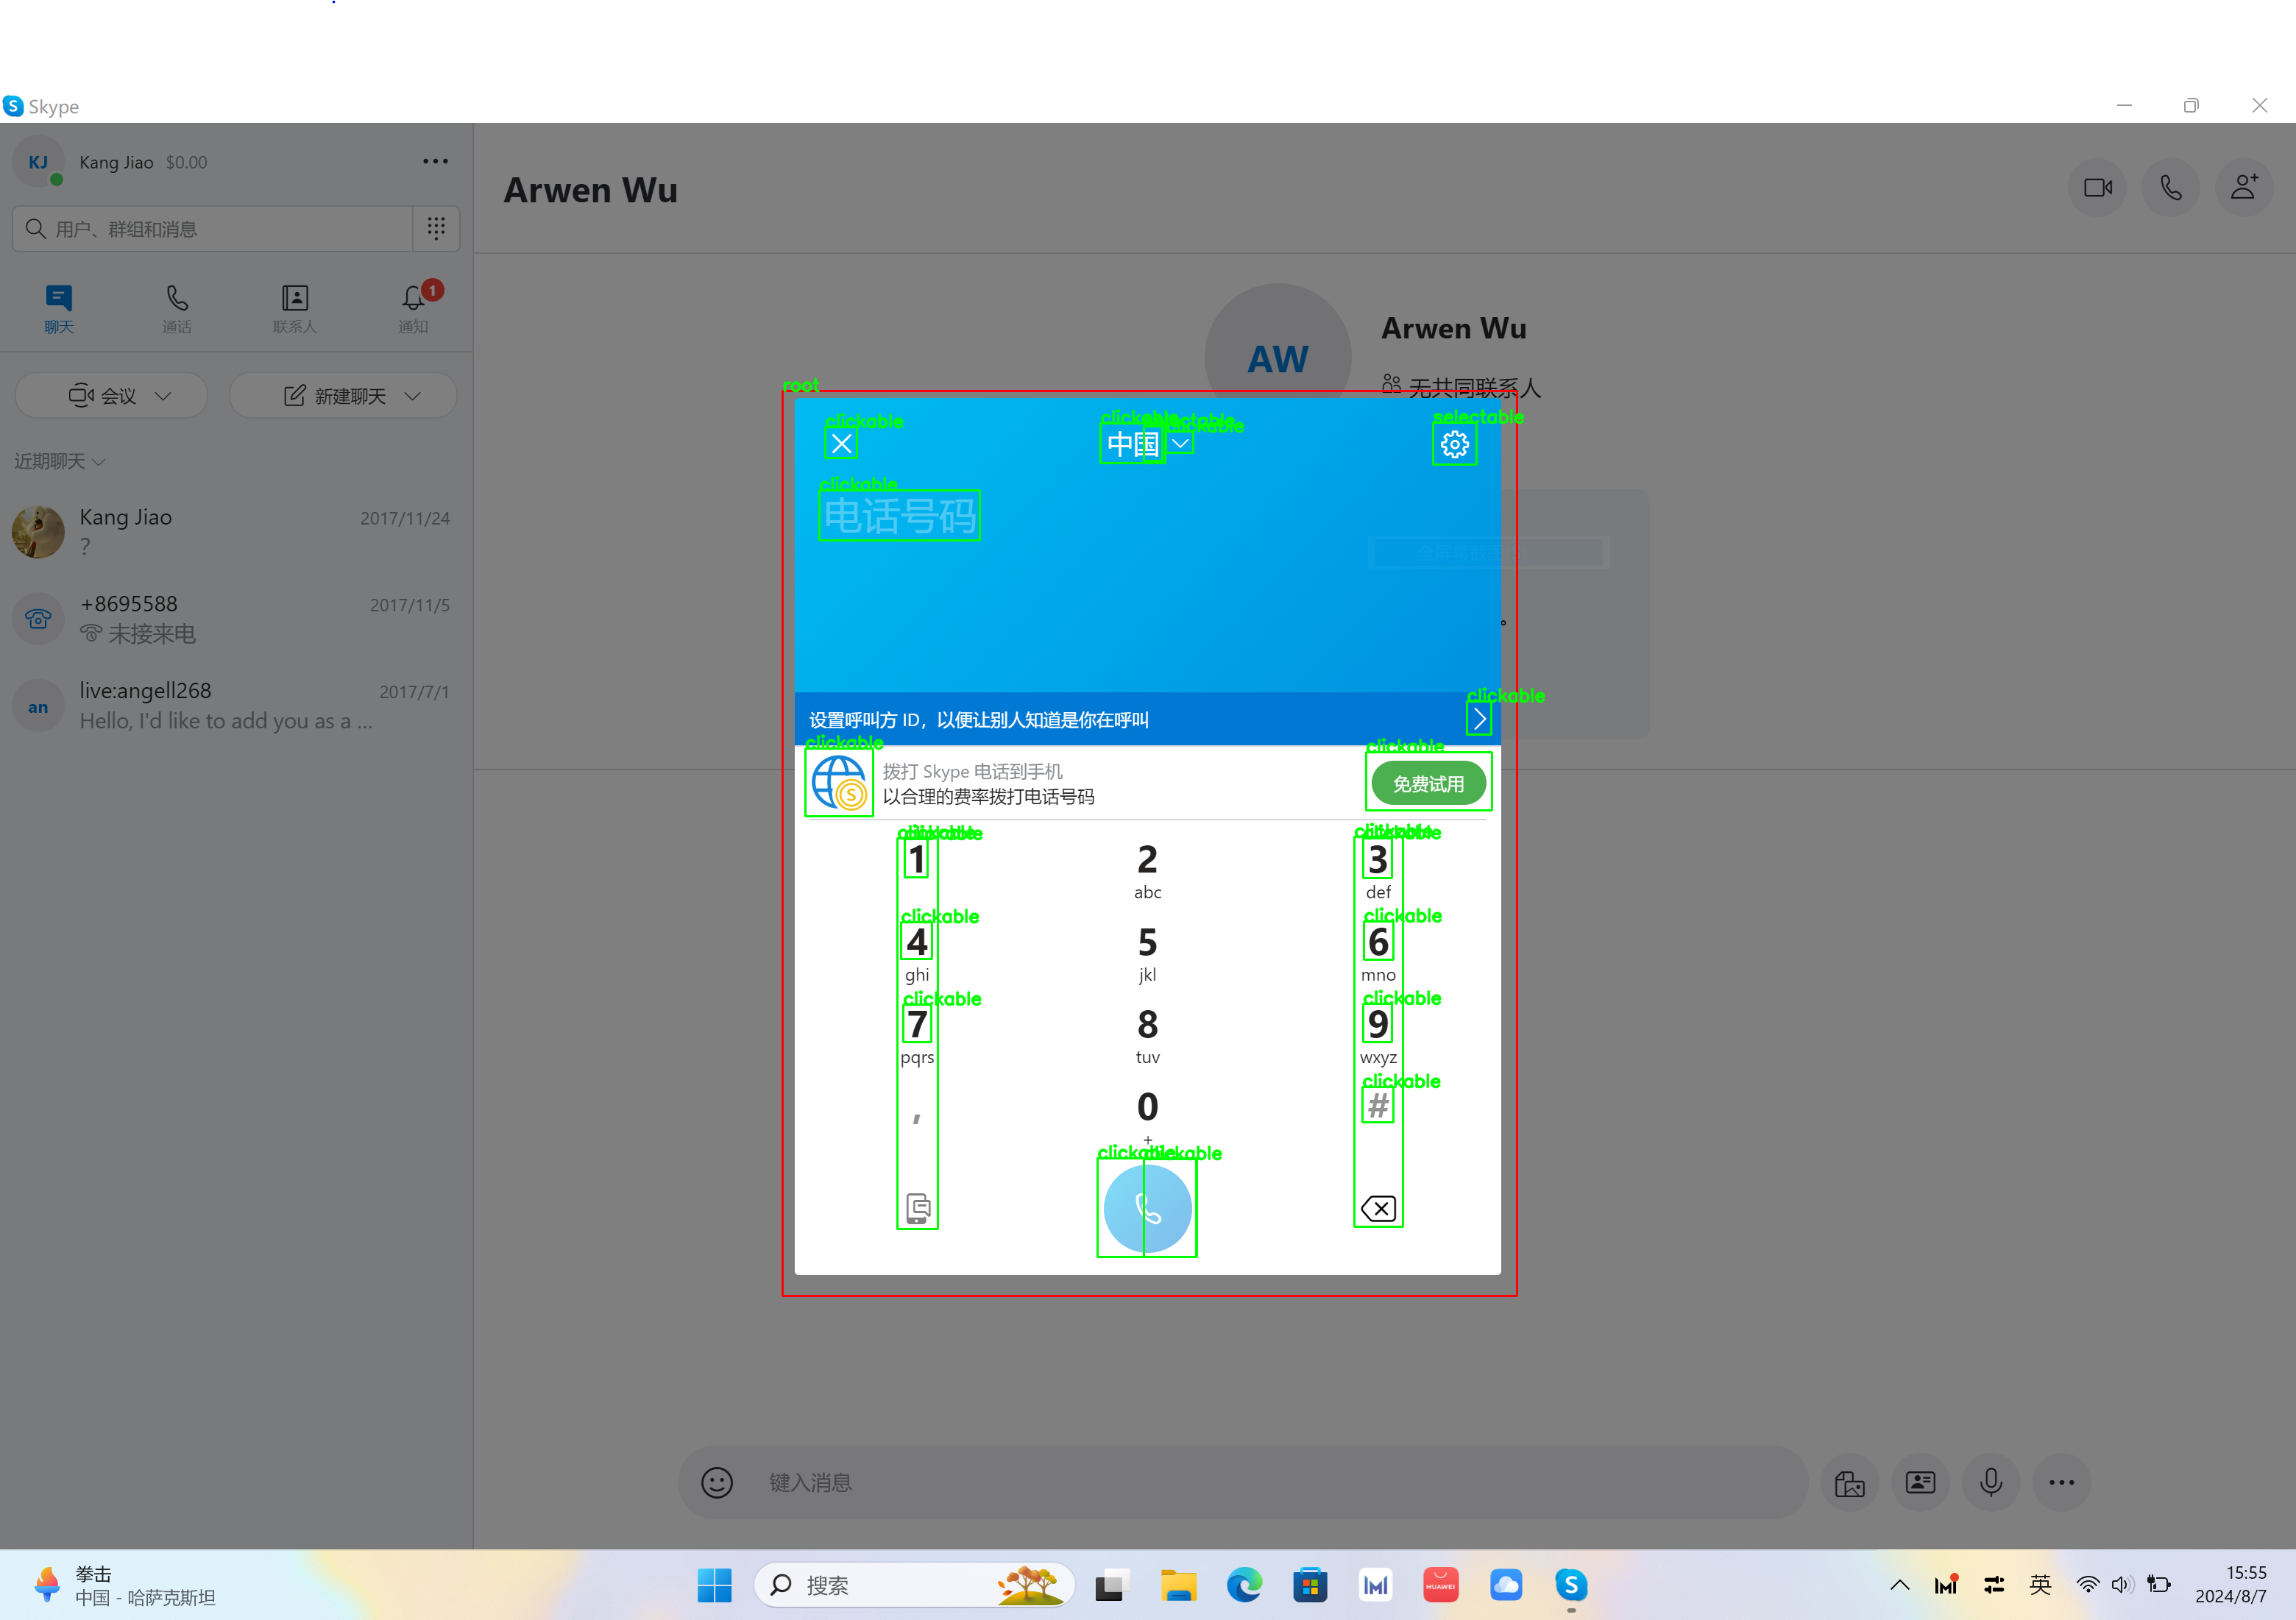 Skype
KJ
Kang Jiao $0.00
用户、群组和消息
聊天
通话
联系人
1
通知
会议
新建聊天
近期聊天
Kang Jiao 2017/11/24
?
+8695588 2017/11/5
未接来电
an
live:angell268 2017/7/1
Hello, I'd like to add you as a ...
Arwen Wu
AW
Arwen Wu
无共同联系人
root
clickable
clickable
clickable
selectable
中国
clickable
电话号码
。
clickable
设置呼叫方 ID，以便让别人知道是你在呼叫
clickable
clickable
拨打 Skype 电话到手机
以合理的费率拨打电话号码
免费试用
clickable
clickable
clickable
clickable
1
2
abc
3
def
clickable
clickable
4
ghi
5
jkl
6
mno
clickable
clickable
7
pqrs
8
tuv
9
wxyz
clickable
,
0
+
#
clickable
clickable
键入消息
拳击
中国 - 哈萨克斯坦
搜索
HUAWEI
英
15:55
2024/8/7